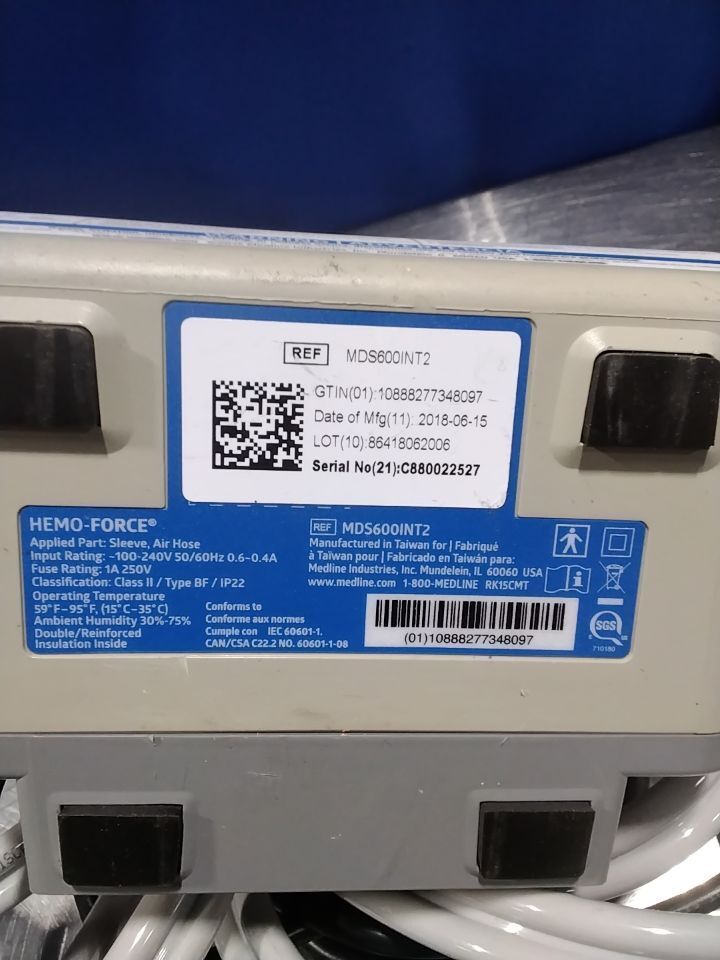 REF MDS600INT2
GTIN(01):10888277348097
Date of Mfg(11): 2018-06-15
LOT(10):86418062006
Serial No(21):C880022527
HEMO-FORCE®
Applied Part: Sleeve, Air Hose
Input Rating: ~100-240V 50/60Hz 0.6~0.4A
Fuse Rating: 1A 250V
Classification: Class II / Type BF / IP22
Operating Temperature
59°F–95°F, (15°C–35°C)
Ambient Humidity 30%-75%
Double/Reinforced
Insulation Inside
Conforms to
Conforme aux normes
Cumple con IEC 60601-1.
CAN/CSA C22.2 NO. 60601-1-08
REF MDS600INT2
Manufactured in Taiwan for | Fabriqué
à Taïwan pour | Fabricado en Taiwán para:
Medline Industries, Inc. Mundelein, IL 60060 USA
www.medline.com 1-800-MEDLINE RK15CMT
(01)10888277348097
SGS
710180